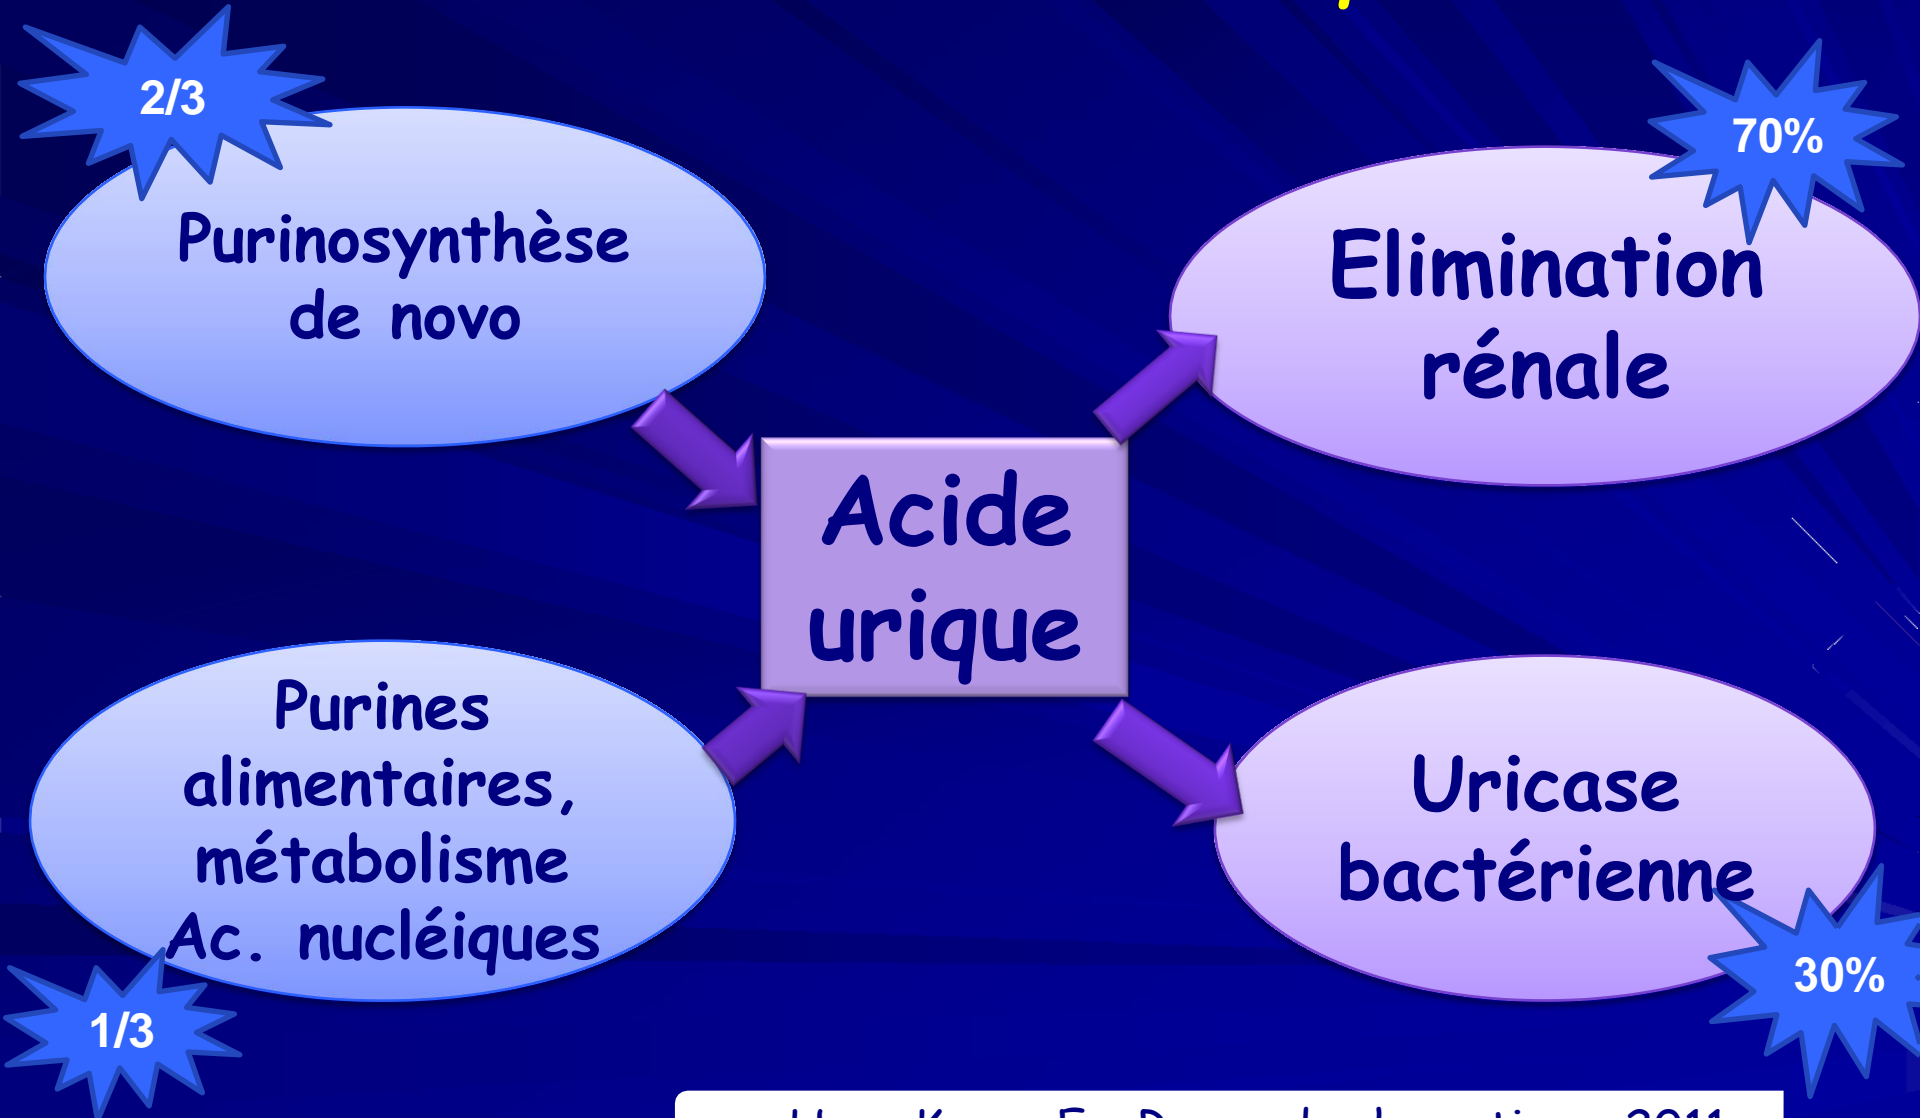 2/3
Purinosynthèse
de novo
70%
Elimination
rénale
Acide
urique
Purines
alimentaires,
métabolisme
Ac. nucléiques
1/3
Uricase
bactérienne
30%
2011